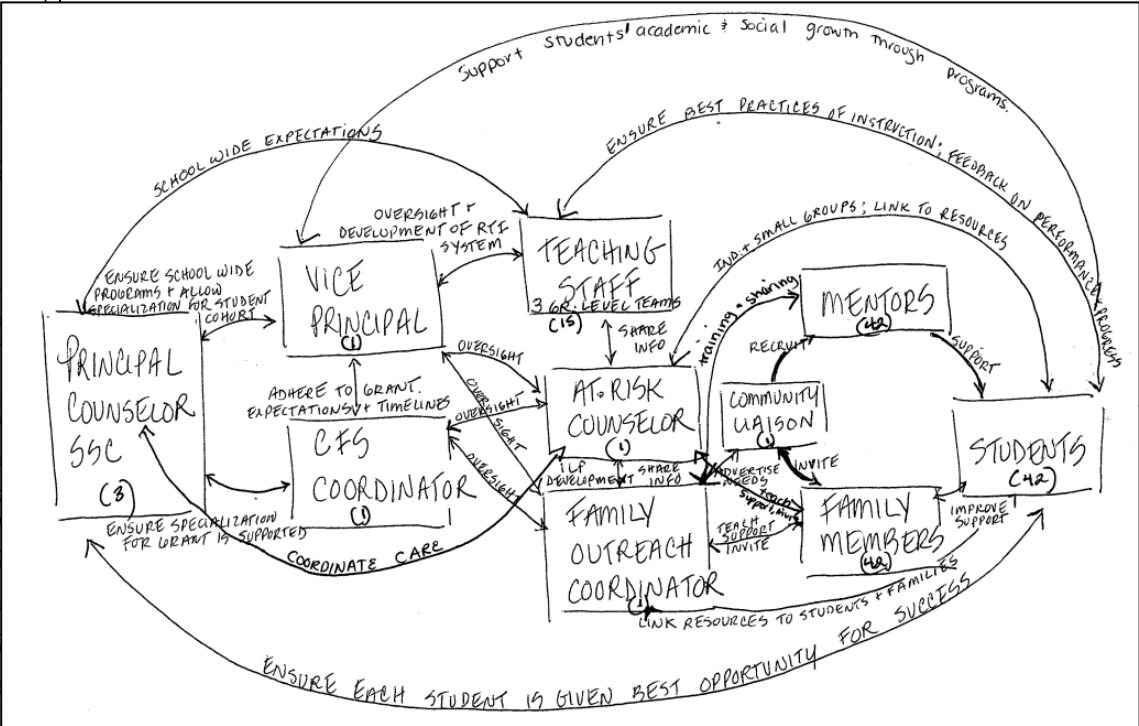 Support students' academic & social growth through programs.
ENSURE BEST PRACTICES OF INSTRUCTION; FEEDBACK ON PERFORMANCE & PROGRESS
SCHOOL WIDE EXPECTATIONS
OVERSIGHT +
DEVELOPMENT OF RTI
SYSTEM
IND. + SMALL GROUPS; LINK TO RESOURCES
TEACHING
STAFF
3 GR. LEVEL TEAMS
(15)
ENSURE SCHOOL WIDE
PROGRAMS + ALLOW
SPECIALIZATION FOR STUDENT
COHORT
VICE
PRINCIPAL
(1)
training & sharing
MENTORS
(42)
PRINCIPAL
COUNSELOR
SSC
(3)
SHARE
INFO
RECRUIT
SUPPORT
OVERSIGHT
ADHERE TO GRANT.
EXPECTATIONS + TIMELINES
OVERSIGHT
OVERSIGHT
AT-RISK
COUNSELOR
(1)
COMMUNITY
LIAISON
(1)
STUDENTS
(42)
CFS
COORDINATOR
(1)
OVERSIGHT
ILP
DEVELOPMENT
SHARE
INFO
ADVERTISE
NEEDS
INVITE
teach,
support, invite
ENSURE SPECIALIZATION
FOR GRANT IS SUPPORTED
COORDINATE CARE
FAMILY
OUTREACH
COORDINATOR
(1)
TEACH
SUPPORT
INVITE
FAMILY
MEMBERS
(42)
IMPROVE
SUPPORT
LINK RESOURCES TO STUDENTS + FAMILIES
ENSURE EACH STUDENT IS GIVEN BEST OPPORTUNITY FOR SUCCESS